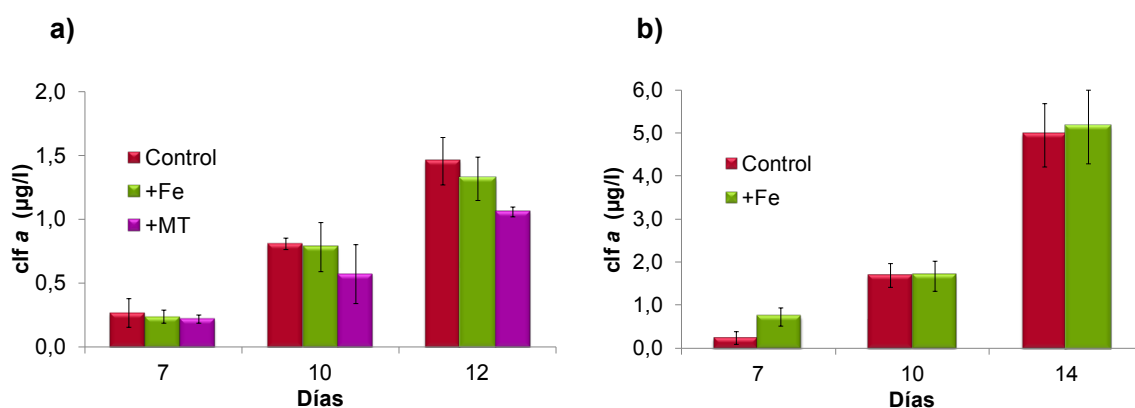 a)
clf a (µg/l)
2,0
1,5
1,0
0,5
0,0
Control
+Fe
+MT
7 10 12
Días
b)
clf a (µg/l)
6,0
5,0
4,0
3,0
2,0
1,0
0,0
Control
+Fe
7 10 14
Días